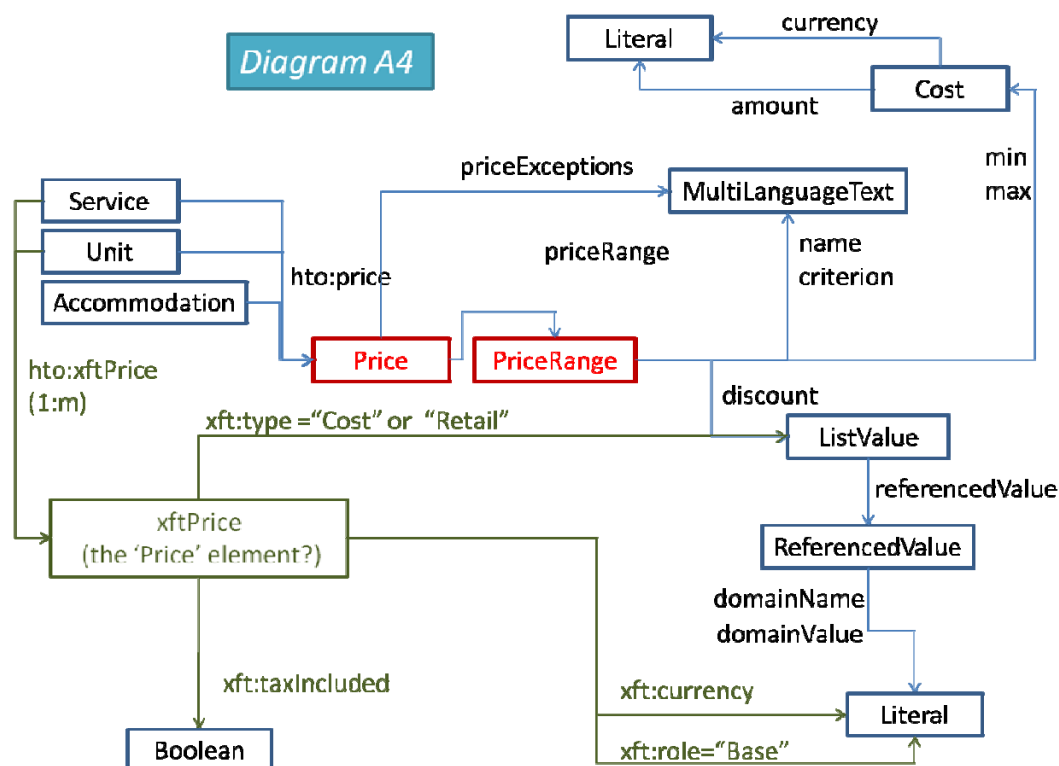 Diagram A4
currency
Literal
Cost
amount
priceExceptions
min
max
Service
MultiLanguageText
Unit
priceRange
name
criterion
hto:price
Accommodation
Price
PriceRange
hto:xftPrice
(1:m)
discount
xft:type =“Cost” or “Retail”
ListValue
referencedValue
xftPrice
(the ‘Price’ element?)
ReferencedValue
domainName
domainValue
xft:taxIncluded
xft:currency
Literal
Boolean
xft:role=“Base”